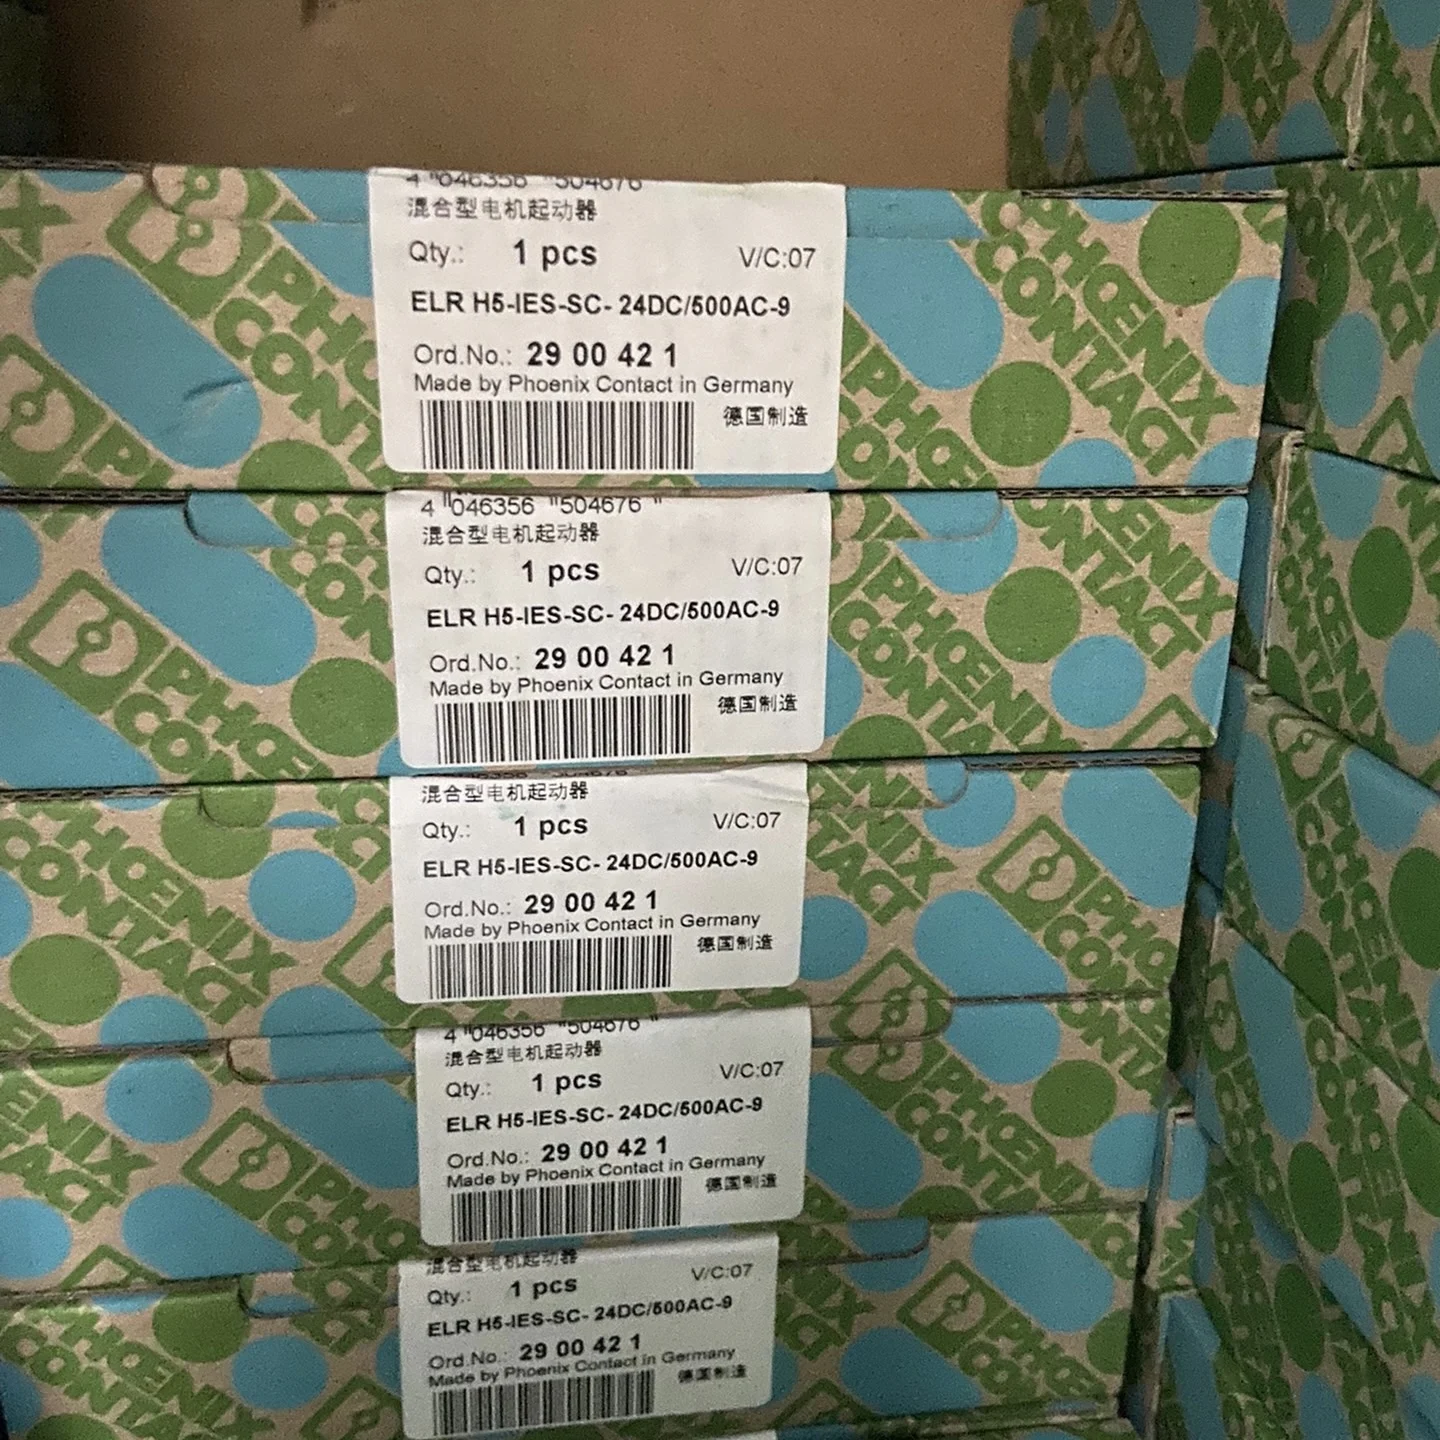 4 "046356 "504676
混合型电机起动器
Qty.: 1 pcs V/C:07
ELR H5-IES-SC- 24DC/500AC-9
Ord.No.: 29 00 42 1
Made by Phoenix Contact in Germany
德国制造
4 "046356 "504676 "
混合型电机起动器
Qty.: 1 pcs V/C:07
ELR H5-IES-SC- 24DC/500AC-9
Ord.No.: 29 00 42 1
Made by Phoenix Contact in Germany
德国制造
混合型电机起动器
Qty.: 1 pcs V/C:07
ELR H5-IES-SC- 24DC/500AC-9
Ord.No.: 29 00 42 1
Made by Phoenix Contact in Germany
德国制造
4 "046356 "504676 "
混合型电机起动器
Qty.: 1 pcs V/C:07
ELR H5-IES-SC- 24DC/500AC-9
Ord.No.: 29 00 42 1
Made by Phoenix Contact in Germany
德国制造
混合型电机起动器
Qty.: 1 pcs V/C:07
ELR H5-IES-SC- 24DC/500AC-9
Ord.No.: 29 00 42 1
Made by Phoenix Contact in Germany
德国制造
PHŒNIX
CONTACT
PHŒNIX
CONTACT
PHŒNIX
CONTACT
PHŒNIX
CONTACT